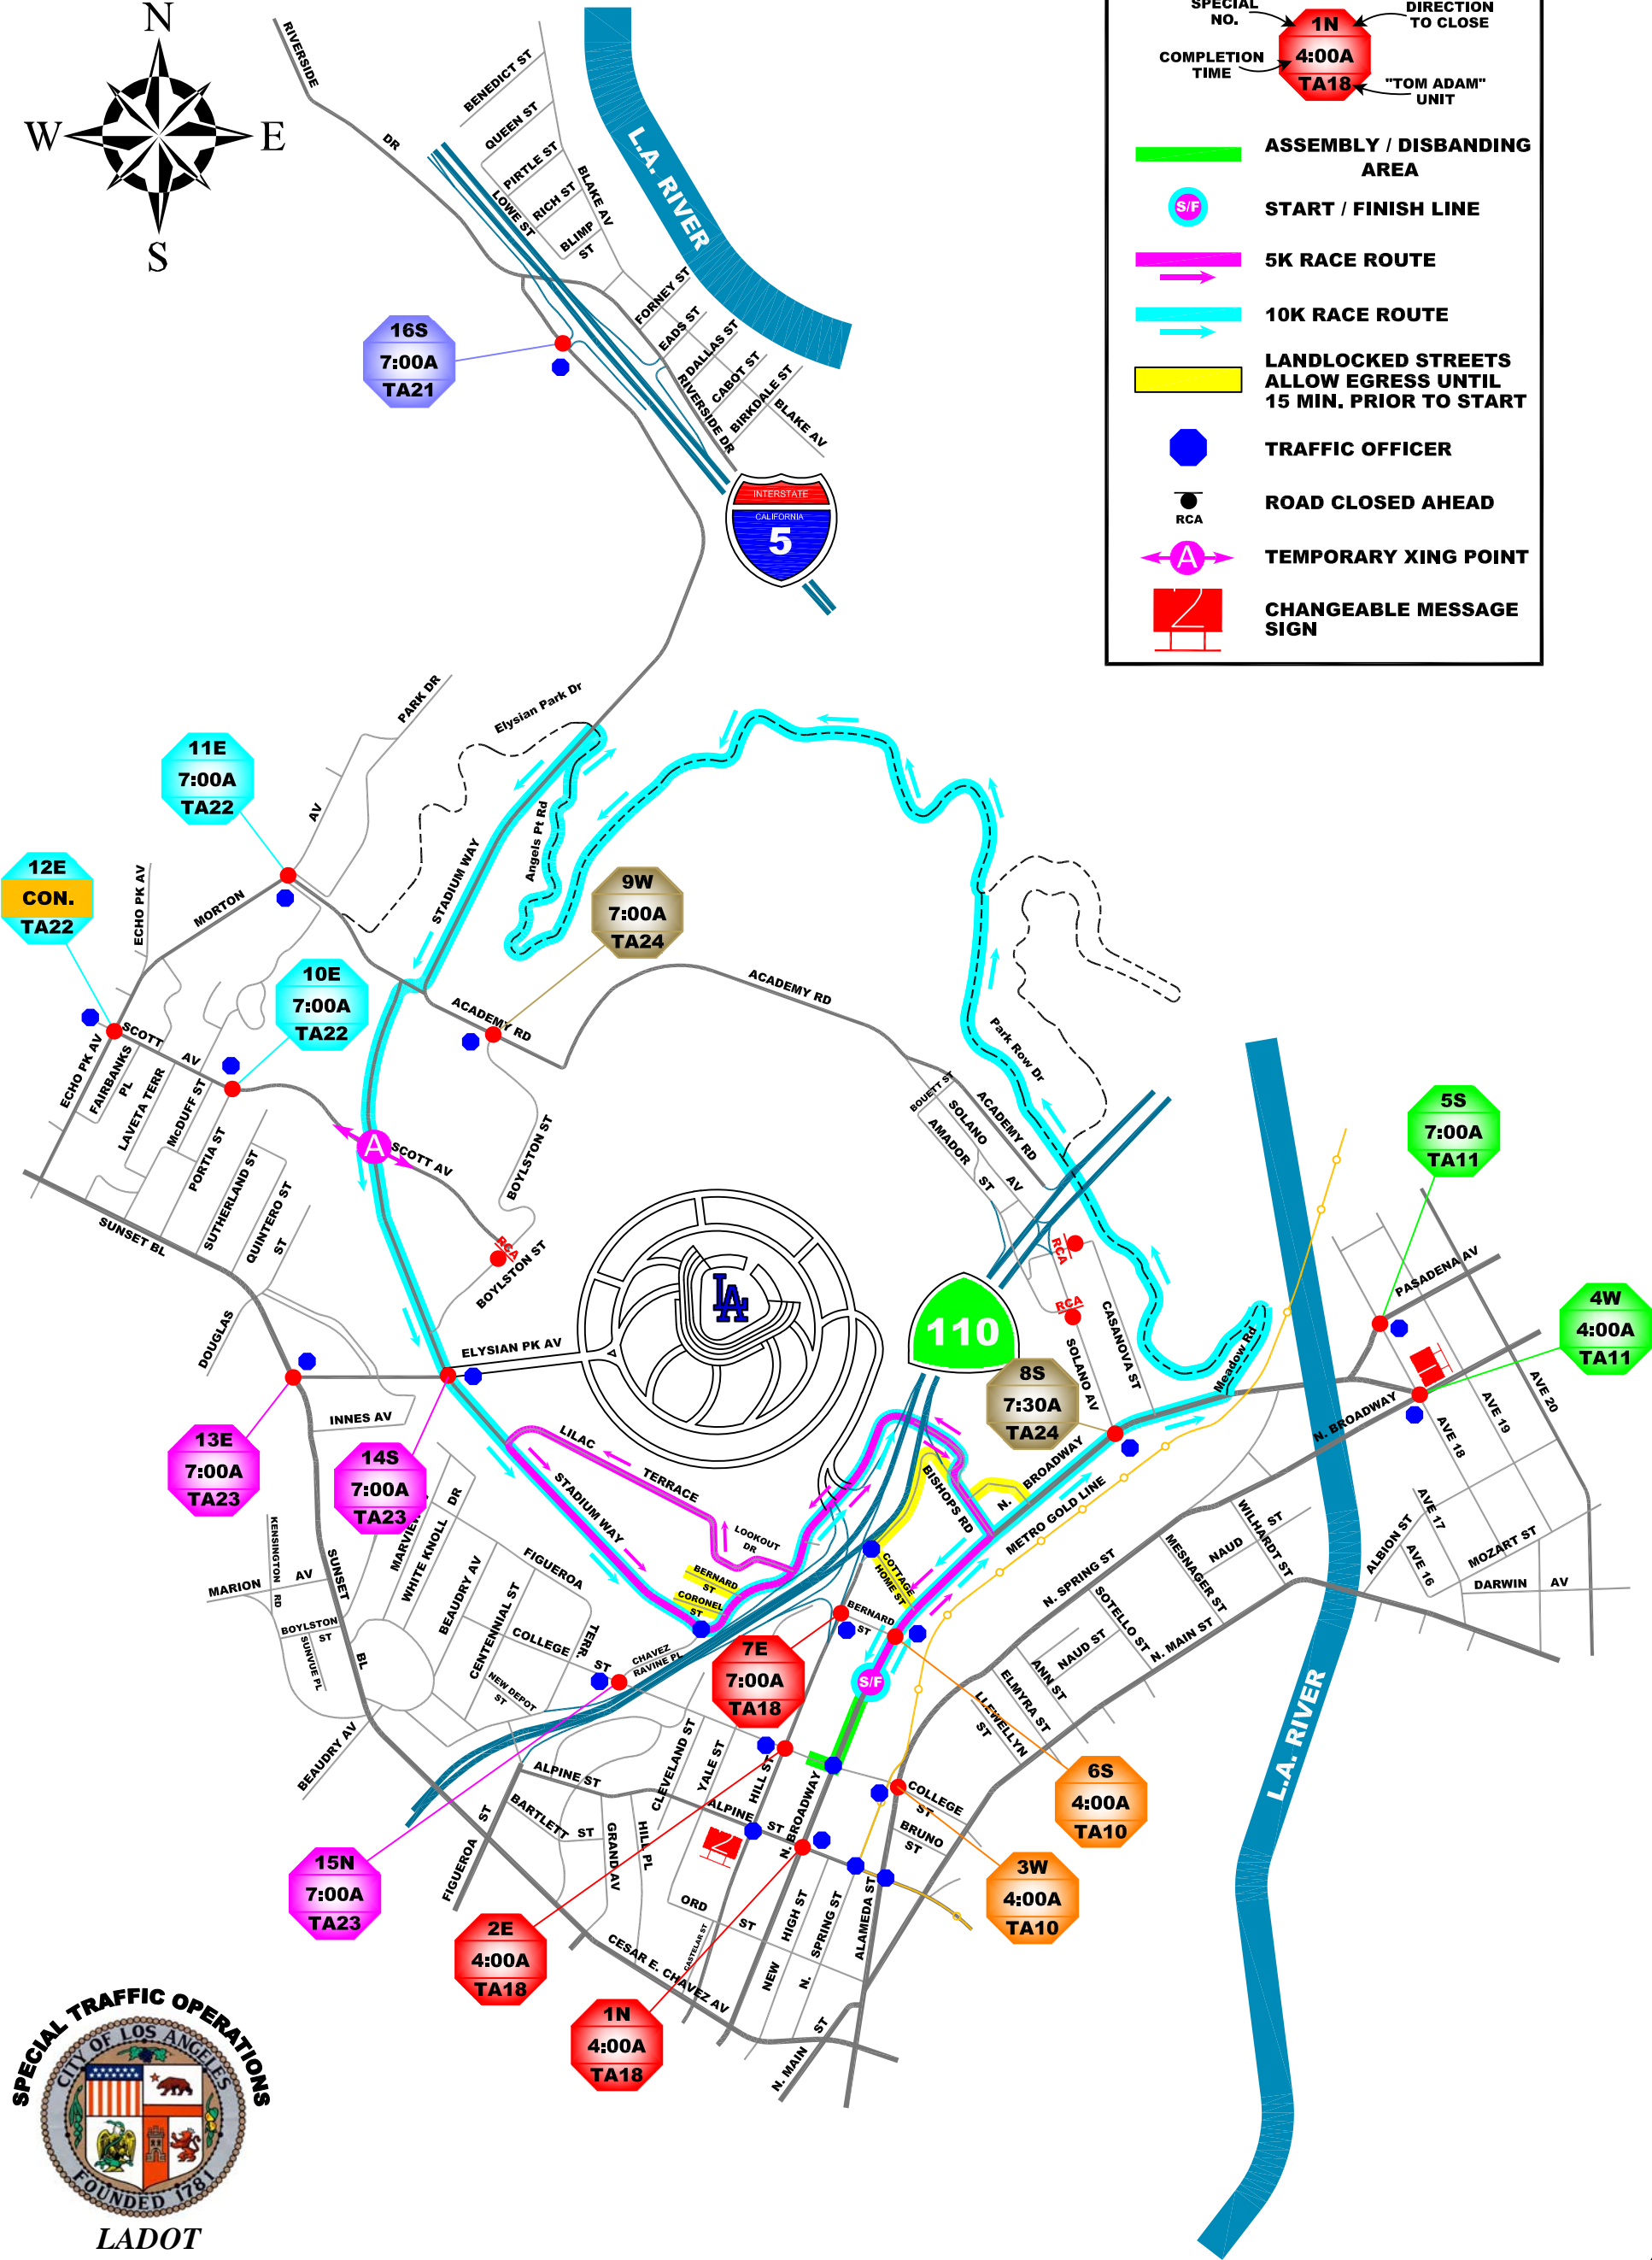 N
W
E
S
SPECIAL
NO.
DIRECTION
TO CLOSE
1N
4:00A
TA18
COMPLETION
TIME
"TOM ADAM"
UNIT
ASSEMBLY / DISBANDING
AREA
S/F
START / FINISH LINE
5K RACE ROUTE
10K RACE ROUTE
LANDLOCKED STREETS
ALLOW EGRESS UNTIL
15 MIN. PRIOR TO START
TRAFFIC OFFICER
RCA
ROAD CLOSED AHEAD
A
TEMPORARY XING POINT
2
CHANGEABLE MESSAGE
SIGN
RIVERSIDE
DR
BENEDICT ST
QUEEN ST
PIRTLE ST
LOWE ST
RICH ST
BLAKE AV
BLIMP
ST
L.A. RIVER
FORNEY ST
EADS ST
DALLAS ST
CABOT ST
RIVERSIDE DR
BIRKDALE ST
BLAKE AV
16S
7:00A
TA21
INTERSTATE
CALIFORNIA
5
PARK DR
Elysian Park Dr
AV
11E
7:00A
TA22
Angels Pt Rd
STADIUM WAY
12E
CON.
TA22
ECHO PK AV
MORTON
9W
7:00A
TA24
10E
7:00A
TA22
ACADEMY RD
ACADEMY RD
SCOTT
AV
ECHO PK AV
FAIRBANKS
PL
LAVETA TERR
McDUFF ST
PORTIA ST
SUTHERLAND ST
QUINTERO ST
ST
DOUGLAS
SUNSET BL
A
SCOTT AV
BOYLSTON ST
RCA
BOYLSTON ST
Park Row Dr
BOUETT ST
SOLANO
AV
AMADOR
ST
ACADEMY RD
RCA
RCA
CASANOVA ST
SOLANO AV
Meadow Rd
LA
110
5S
7:00A
TA11
PASADENA AV
4W
4:00A
TA11
AVE 20
AVE 19
AVE 18
AVE 17
AVE 16
N. BROADWAY
ALBION ST
MOZART ST
DARWIN AV
ELYSIAN PK AV
INNES AV
13E
7:00A
TA23
14S
7:00A
TA23
8S
7:30A
TA24
LILAC
TERRACE
STADIUM WAY
LOOKOUT
DR
BERNARD
ST
CORONEL
ST
BISHOPS RD
N. BROADWAY
METRO GOLD LINE
COTTAGE
HOME ST
BERNARD
ST
S/F
N. SPRING ST
WILHARDT ST
NAUD ST
MESNAGER ST
SOTELLO ST
N. MAIN ST
NAUD ST
ANN ST
ELMYRA ST
LLEWELLYN
ST
KENSINGTON
RD
MARION AV
BOYLSTON
ST
SUNVUE PL
SUNSET
BL
WHITE KNOLL DR
BEAUDRY AV
CENTENNIAL ST
FIGUEROA
TERR.
COLLEGE
ST
NEW DEPOT
ST
CHAVEZ
RAVINE PL
BEAUDRY AV
7E
7:00A
TA18
6S
4:00A
TA10
3W
4:00A
TA10
ALPINE ST
BARTLETT ST
FIGUEROA ST
GRAND AV
HILL PL
CLEVELAND ST
YALE ST
HILL ST
ALPINE
ST
N. BROADWAY
COLLEGE
ST
BRUNO
ST
ORD
ST
CASTELAR ST
NEW HIGH ST
N. SPRING ST
ALAMEDA ST
CESAR E. CHAVEZ AV
N. MAIN ST
2
15N
7:00A
TA23
2E
4:00A
TA18
1N
4:00A
TA18
L.A. RIVER
SPECIAL TRAFFIC OPERATIONS
CITY OF LOS ANGELES
FOUNDED 1781
LADOT